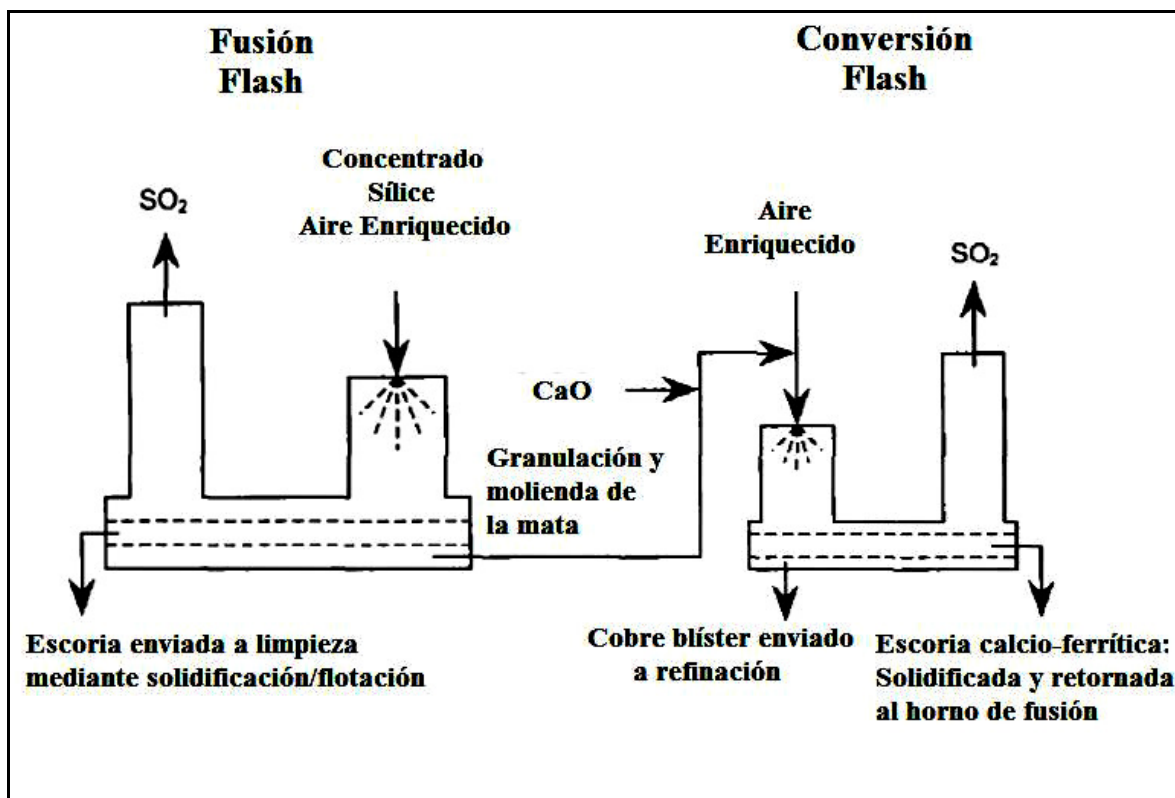 Fusión
Flash
Conversión
Flash
Concentrado
Sílice
Aire Enriquecido
SO₂
Aire
Enriquecido
SO₂
CaO
Granulación y
molienda de
la mata
Escoria enviada a limpieza
mediante solidificación/flotación
Cobre blíster enviado
a refinación
Escoria calcio-ferrítica:
Solidificada y retornada
al horno de fusión